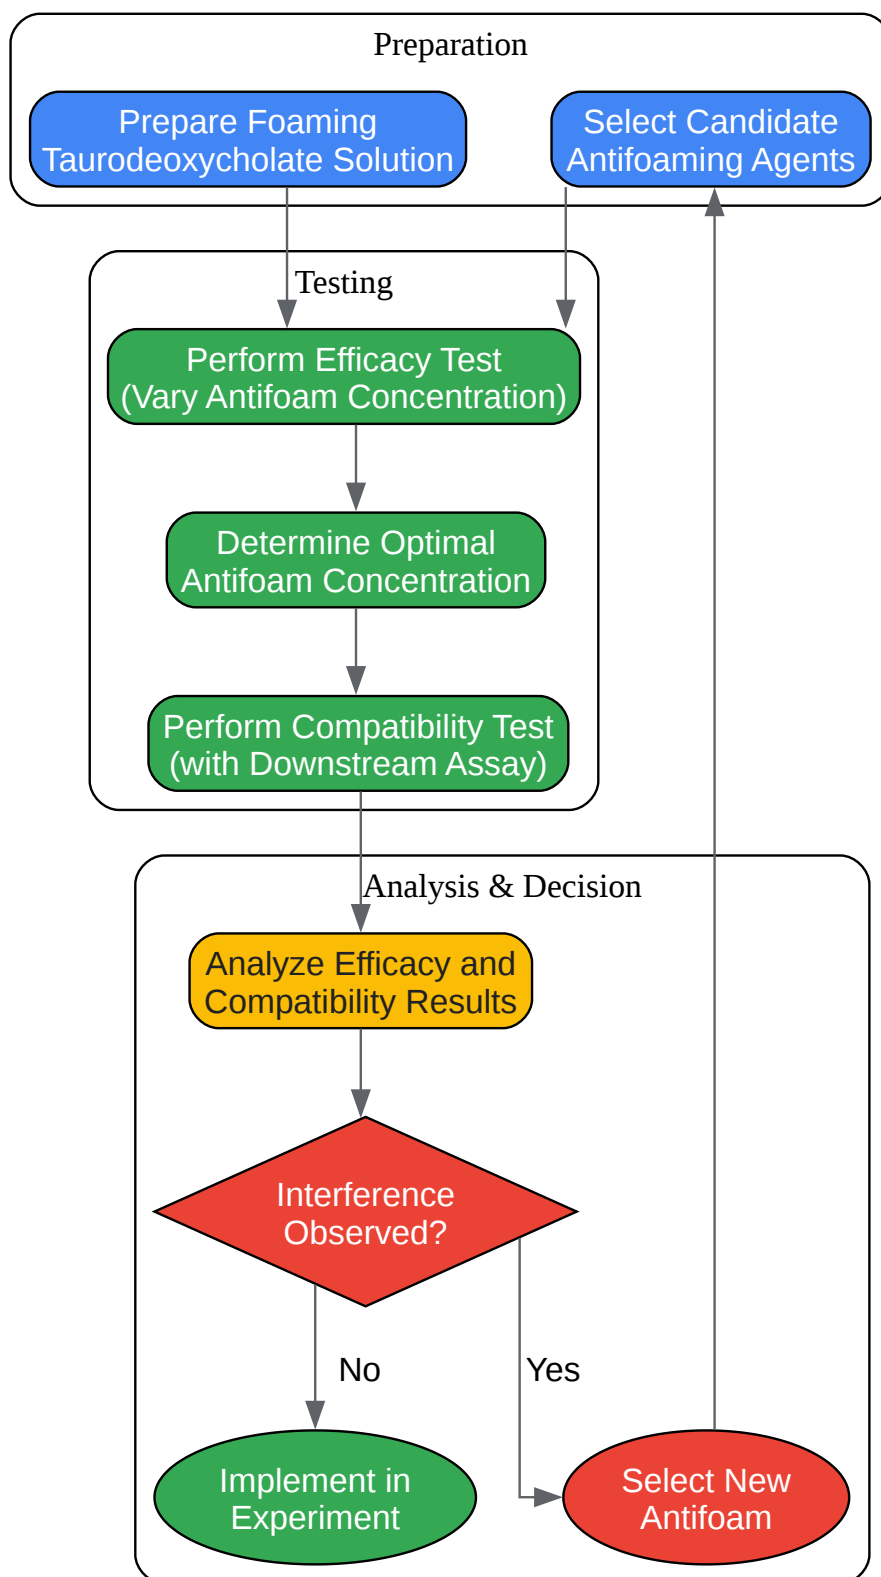 Preparation
Prepare Foaming
Taurodeoxycholate Solution
Select Candidate
Antifoaming Agents
Testing
Perform Efficacy Test
(Vary Antifoam Concentration)
Determine Optimal
Antifoam Concentration
Perform Compatibility Test
(with Downstream Assay)
Analysis & Decision
Analyze Efficacy and
Compatibility Results
Interference
Observed?
No
Yes
Implement in
Experiment
Select New
Antifoam